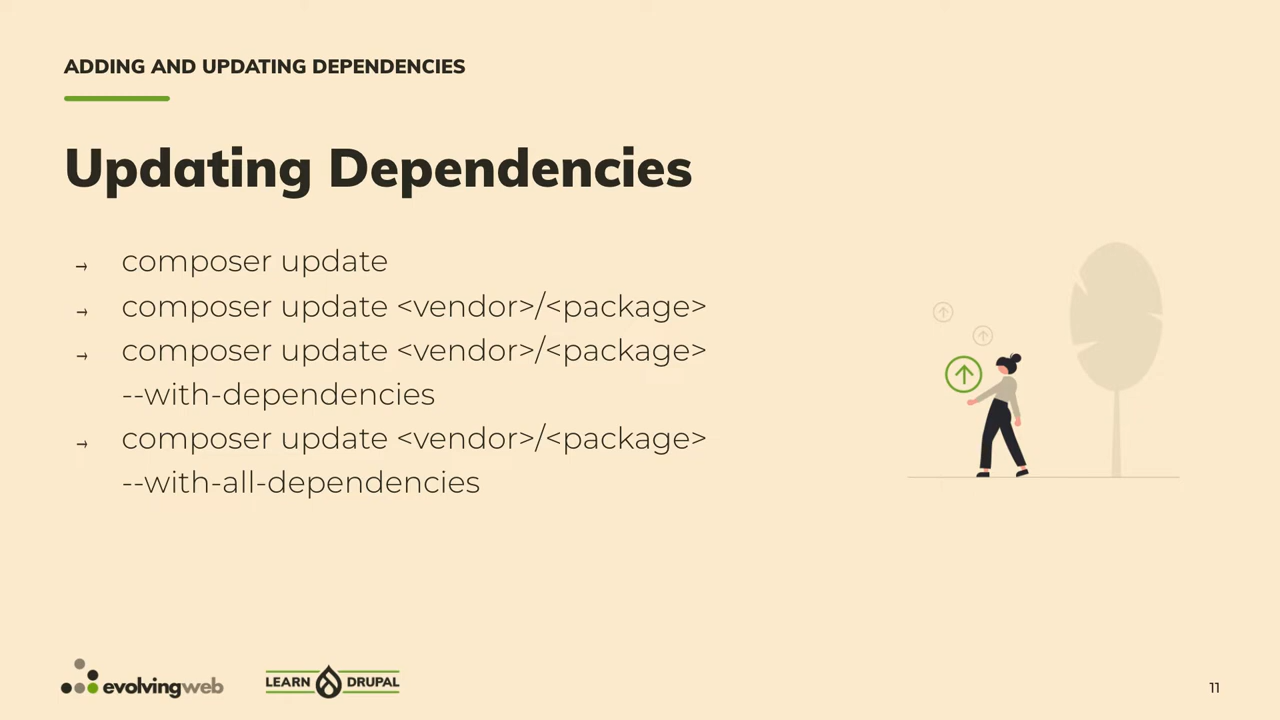 ADDING AND UPDATING DEPENDENCIES
Updating Dependencies
→ composer update
→ composer update <vendor>/<package>
→ composer update <vendor>/<package>
--with-dependencies
→ composer update <vendor>/<package>
--with-all-dependencies
evolvingweb
LEARN DRUPAL
11